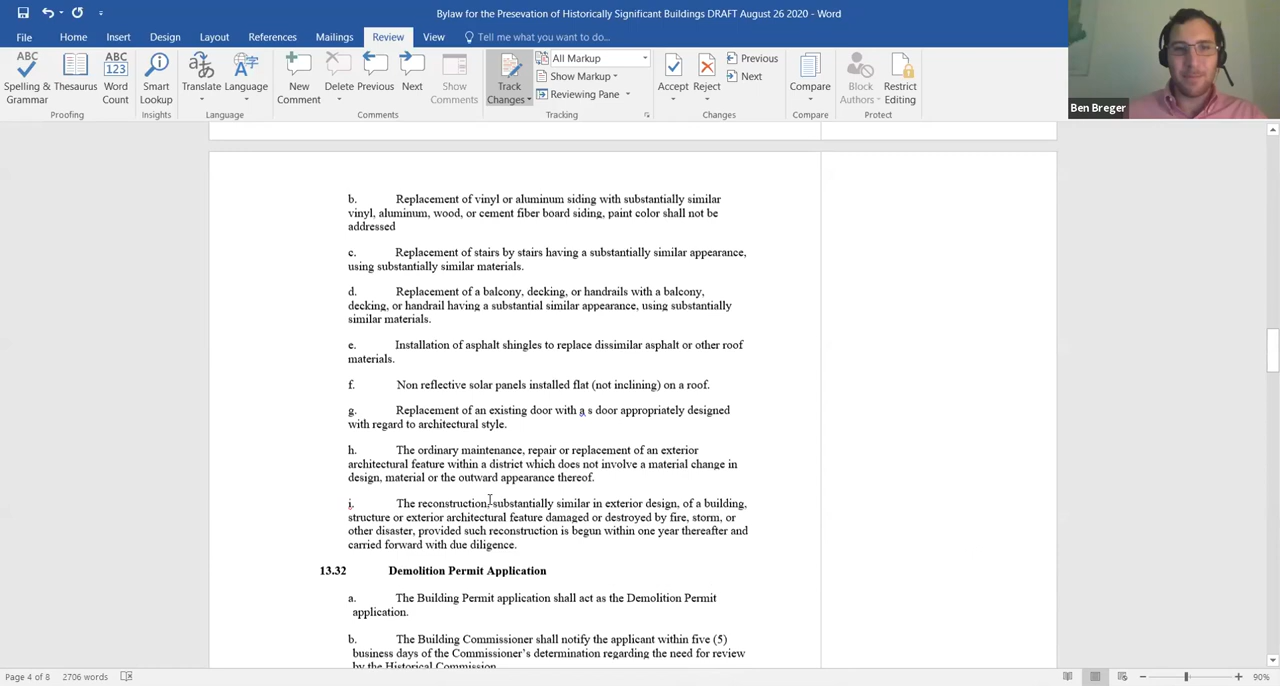 Bylaw for the Presevation of Historically Significant Buildings DRAFT August 26 2020 - Word
File Home Insert Design Layout References Mailings Review View Tell me what you want to do...
Spelling & Grammar
Thesaurus
Word Count
Smart Lookup
Translate
Language
New Comment
Delete
Previous
Next
Show Comments
Track Changes
All Markup
Show Markup
Reviewing Pane
Accept
Reject
Previous
Next
Compare
Block Authors
Restrict Editing
Proofing Insights Language Comments Tracking Changes Compare Protect
Ben Breger
b. Replacement of vinyl or aluminum siding with substantially similar
vinyl, aluminum, wood, or cement fiber board siding, paint color shall not be
addressed
c. Replacement of stairs by stairs having a substantially similar appearance,
using substantially similar materials.
d. Replacement of a balcony, decking, or handrails with a balcony,
decking, or handrail having a substantial similar appearance, using substantially
similar materials.
e. Installation of asphalt shingles to replace dissimilar asphalt or other roof
materials.
f. Non reflective solar panels installed flat (not inclining) on a roof.
g. Replacement of an existing door with a s door appropriately designed
with regard to architectural style.
h. The ordinary maintenance, repair or replacement of an exterior
architectural feature within a district which does not involve a material change in
design, material or the outward appearance thereof.
i. The reconstruction, substantially similar in exterior design, of a building,
structure or exterior architectural feature damaged or destroyed by fire, storm, or
other disaster, provided such reconstruction is begun within one year thereafter and
carried forward with due diligence.
13.32 Demolition Permit Application
a. The Building Permit application shall act as the Demolition Permit
application.
b. The Building Commissioner shall notify the applicant within five (5)
business days of the Commissioner's determination regarding the need for review
by the Historical Commission
Page 4 of 8 2706 words 90%